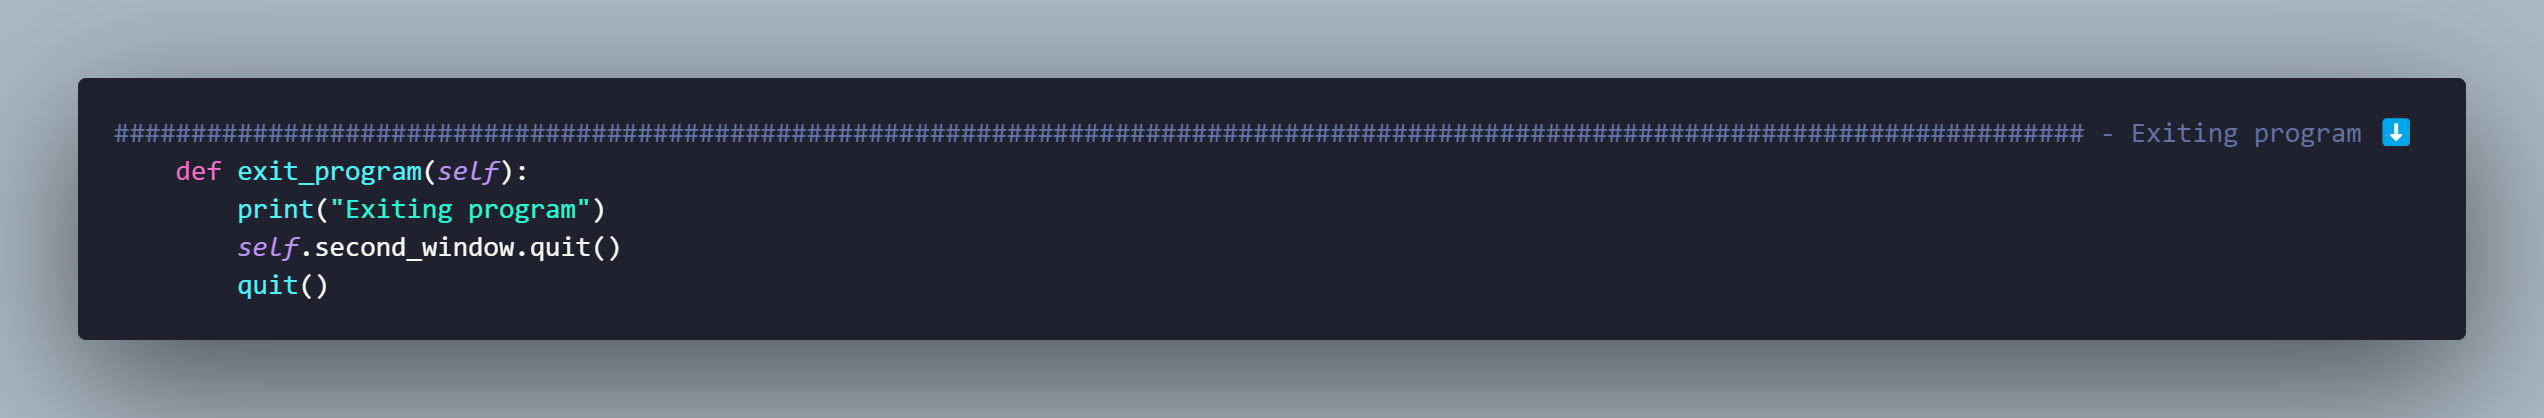 ################################################################################################################################ - Exiting program ⬇️
def exit_program(self):
print("Exiting program")
self.second_window.quit()
quit()